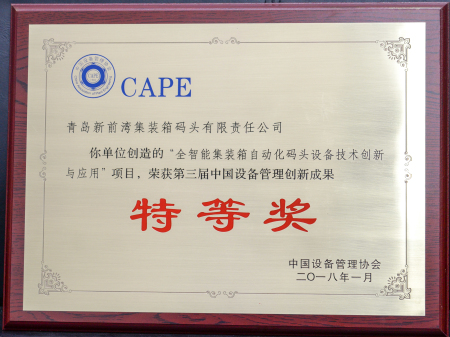 CAPE
CAPE
青岛新前湾集装箱码头有限责任公司
你单位创造的“全智能集装箱自动化码头设备技术创新
与应用”项目，荣获第三届中国设备管理创新成果
特等奖
中国设备管理协会
二〇一八年一月